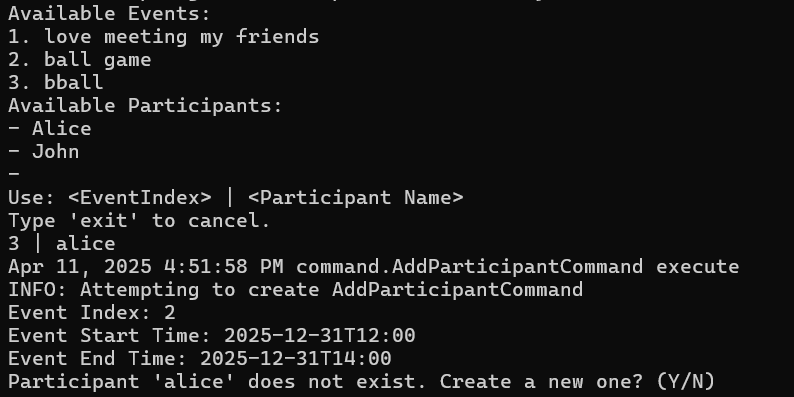 Available Events:
1. love meeting my friends
2. ball game
3. bball
Available Participants:
- Alice
- John
-
Use: <EventIndex> | <Participant Name>
Type 'exit' to cancel.
3 | alice
Apr 11, 2025 4:51:58 PM command.AddParticipantCommand execute
INFO: Attempting to create AddParticipantCommand
Event Index: 2
Event Start Time: 2025-12-31T12:00
Event End Time: 2025-12-31T14:00
Participant 'alice' does not exist. Create a new one? (Y/N)